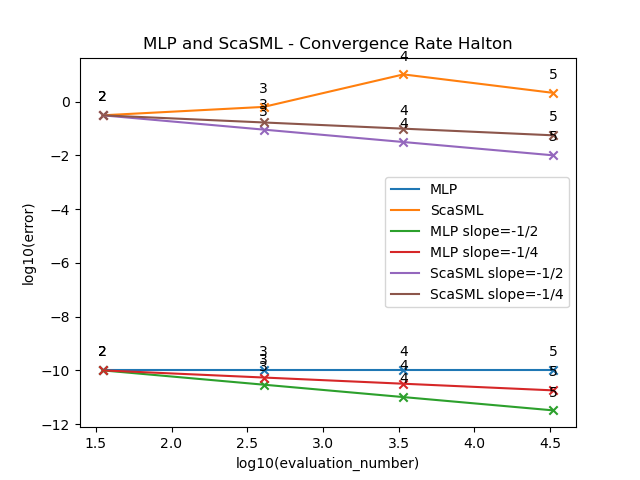 MLP and ScaSML - Convergence Rate Halton
log10(error)
0
−2
−4
−6
−8
−10
−12
2
2
3
3
3
4
4
4
5
5
5
MLP
ScaSML
MLP slope=-1/2
MLP slope=-1/4
ScaSML slope=-1/2
ScaSML slope=-1/4
2
2
3
3
3
4
4
4
5
5
5
1.5 2.0 2.5 3.0 3.5 4.0 4.5
log10(evaluation_number)